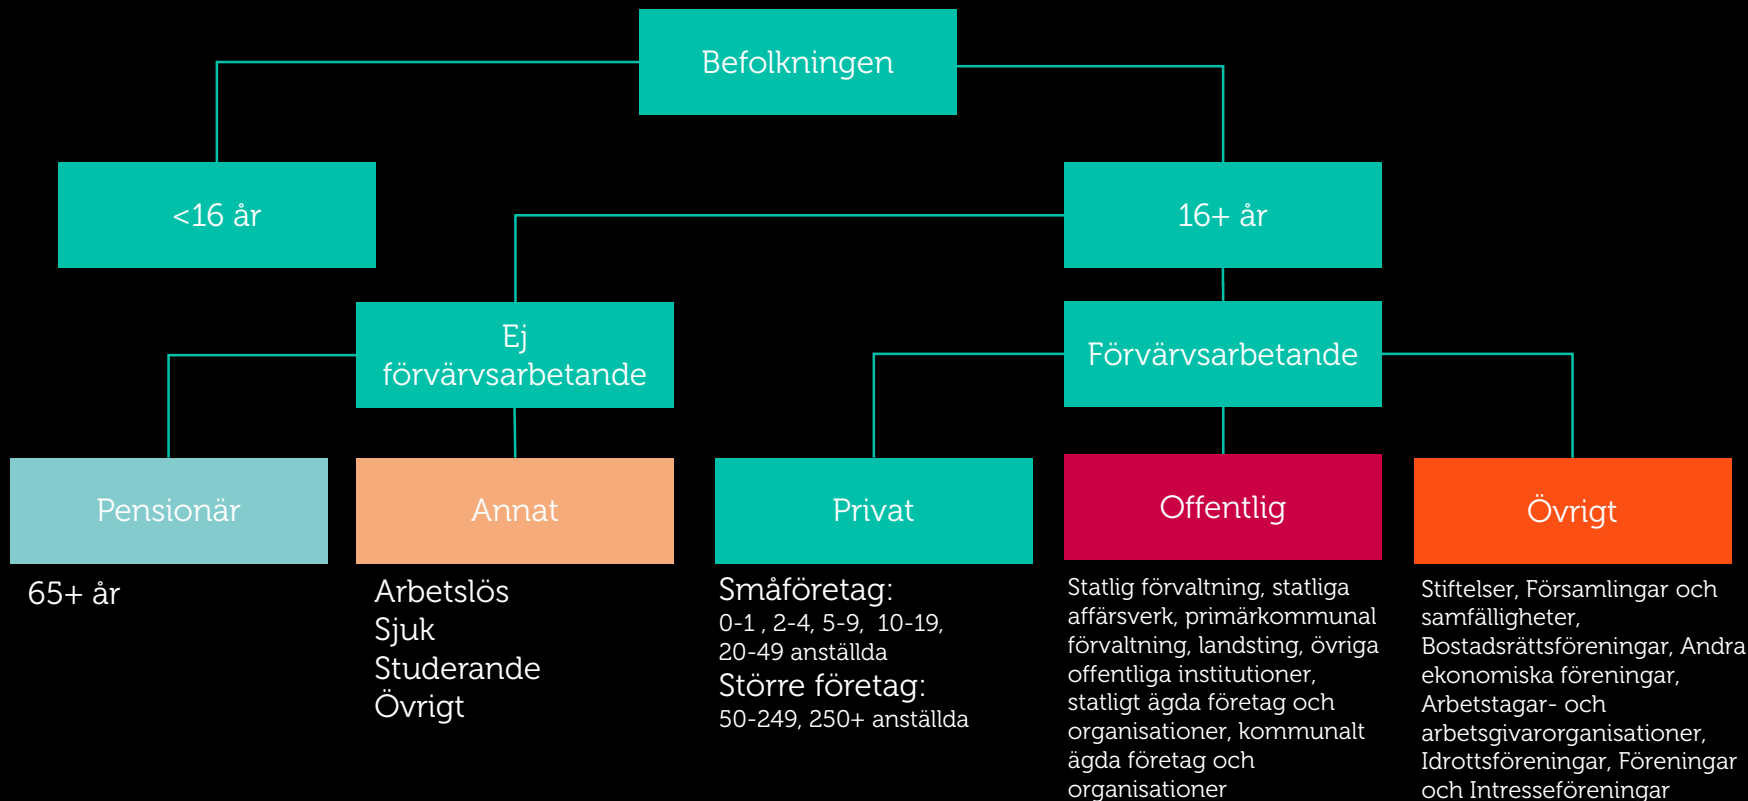 Befolkningen
<16 år
16+ år
Ej
förvärvsarbetande
Förvärvsarbetande
Pensionär
Annat
Privat
Offentlig
Övrigt
65+ år
Arbetslös
Sjuk
Studerande
Övrigt
Småföretag:
0-1 , 2-4, 5-9, 10-19,
20-49 anställda
Större företag:
50-249, 250+ anställda
Statlig förvaltning, statliga
affärsverk, primärkommunal
förvaltning, landsting, övriga
offentliga institutioner,
statligt ägda företag och
organisationer, kommunalt
ägda företag och
organisationer
Stiftelser, Församlingar och
samfälligheter,
Bostadsrättsföreningar, Andra
ekonomiska föreningar,
Arbetstagar- och
arbetsgivarorganisationer,
Idrottsföreningar, Föreningar
och Intresseföreningar